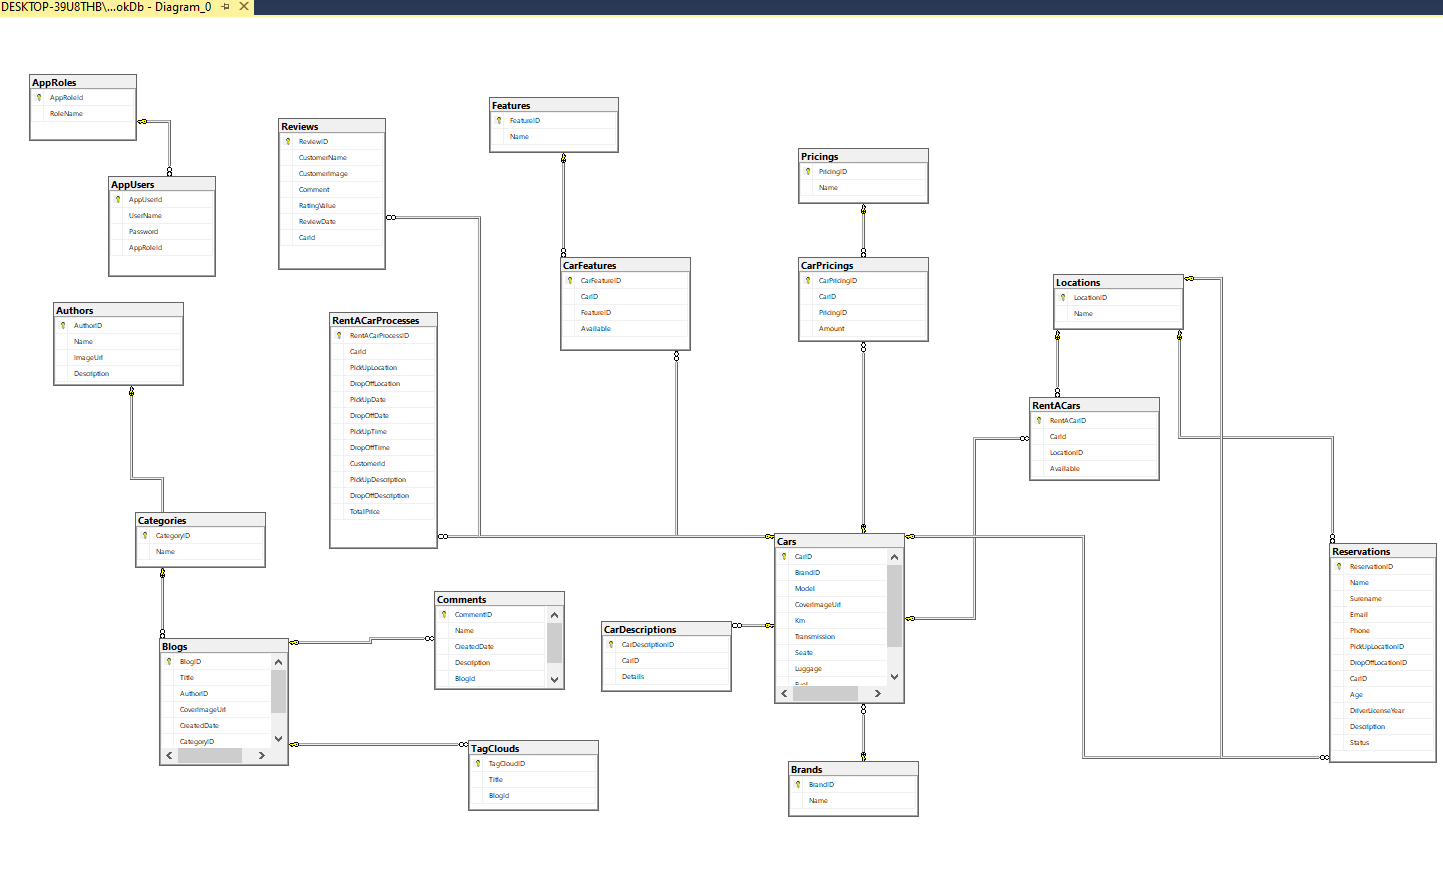 DESKTOP-39U8THB\...okDb - Diagram_0
AppRoles
AppRoleId
RoleName
AppUsers
AppUserId
UserName
Password
AppRoleId
Reviews
ReviewID
CustomerName
CustomerImage
Comment
RatingValue
ReviewDate
CarId
Features
FeatureID
Name
Pricings
PricingID
Name
CarFeatures
CarFeatureID
CarID
FeatureID
Available
CarPricings
CarPricingID
CarID
PricingID
Amount
Locations
LocationID
Name
Authors
AuthorID
Name
ImageUrl
Description
RentACarProcesses
RentACarProcessID
CarId
PickUpLocation
DropOffLocation
PickUpDate
DropOffDate
PickUpTime
DropOffTime
CustomerId
PickUpDescription
DropOffDescription
TotalPrice
RentACars
RentACarID
CarId
LocationID
Available
Categories
CategoryID
Name
Cars
CarID
BrandID
Model
CoverImageUrl
Km
Transmission
Seate
Luggage
Fuel
Reservations
ReservationID
Name
Surename
Email
Phone
PickUpLocationID
DropOffLocationID
CarID
Age
DriverLicenseYear
Description
Status
Comments
CommentID
Name
CreatedDate
Description
BlogId
CarDescriptions
CarDescriptionID
CarID
Details
Blogs
BlogID
Title
AuthorID
CoverImageUrl
CreatedDate
CategoryID
TagClouds
TagCloudID
Title
BlogId
Brands
BrandID
Name